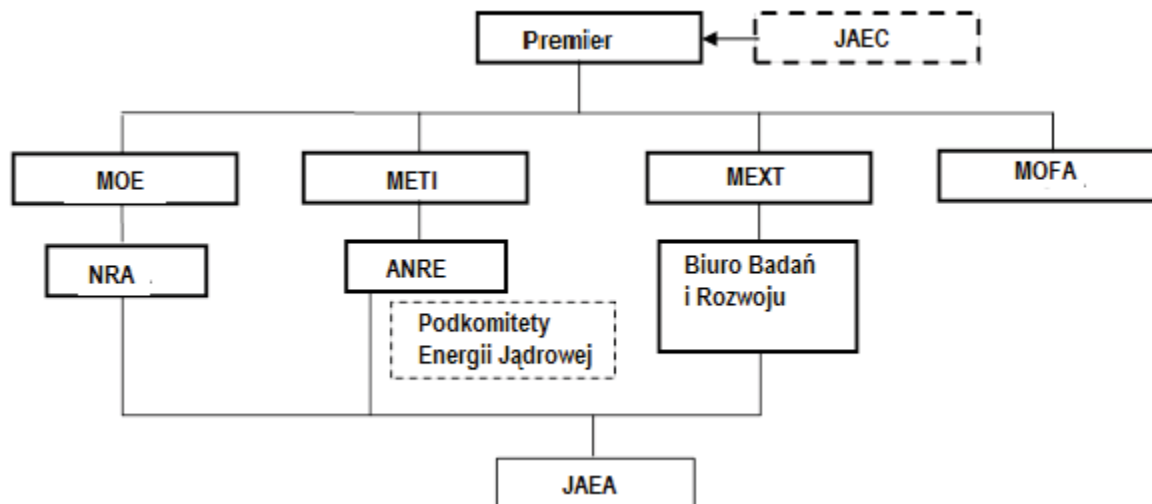 Premier
JAEC
MOE
METI
MEXT
MOFA
NRA
ANRE
Biuro Badań
i Rozwoju
Podkomitety
Energii Jądrowej
JAEA